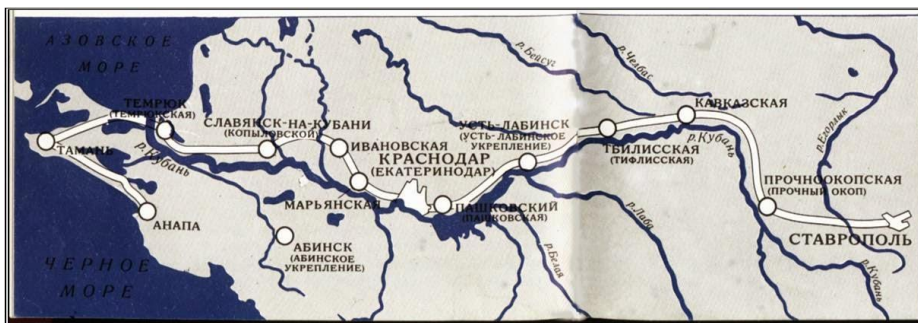 АЗОВСКОЕ
МОРЕ
р.Бейсуг
р.Челбас
ТЕМРЮК
(ТЕМРЮКСКАЯ)
СЛАВЯНСК-НА-КУБАНИ
(КОПЫЛОВСКОЙ)
УСТЬ-ЛАБИНСК
(УСТЬ-ЛАБИНСКОЕ
УКРЕПЛЕНИЕ)
КАВКАЗСКАЯ
р.Егорлык
ТАМАНЬ
р.Кубань
ИВАНОВСКАЯ
КРАСНОДАР
(ЕКАТЕРИНОДАР)
ТБИЛИССКАЯ
(ТИФЛИССКАЯ)
р.Кубань
ПРОЧНООКОПСКАЯ
(ПРОЧНЫЙ ОКОП)
МАРЬЯНСКАЯ
ПАШКОВСКИЙ
(ПАШКОВСКАЯ)
р.Лаба
АНАПА
АБИНСК
(АБИНСКОЕ
УКРЕПЛЕНИЕ)
р.Белая
СТАВРОПОЛЬ
р.Кубань
ЧЕРНОЕ
МОРЕ